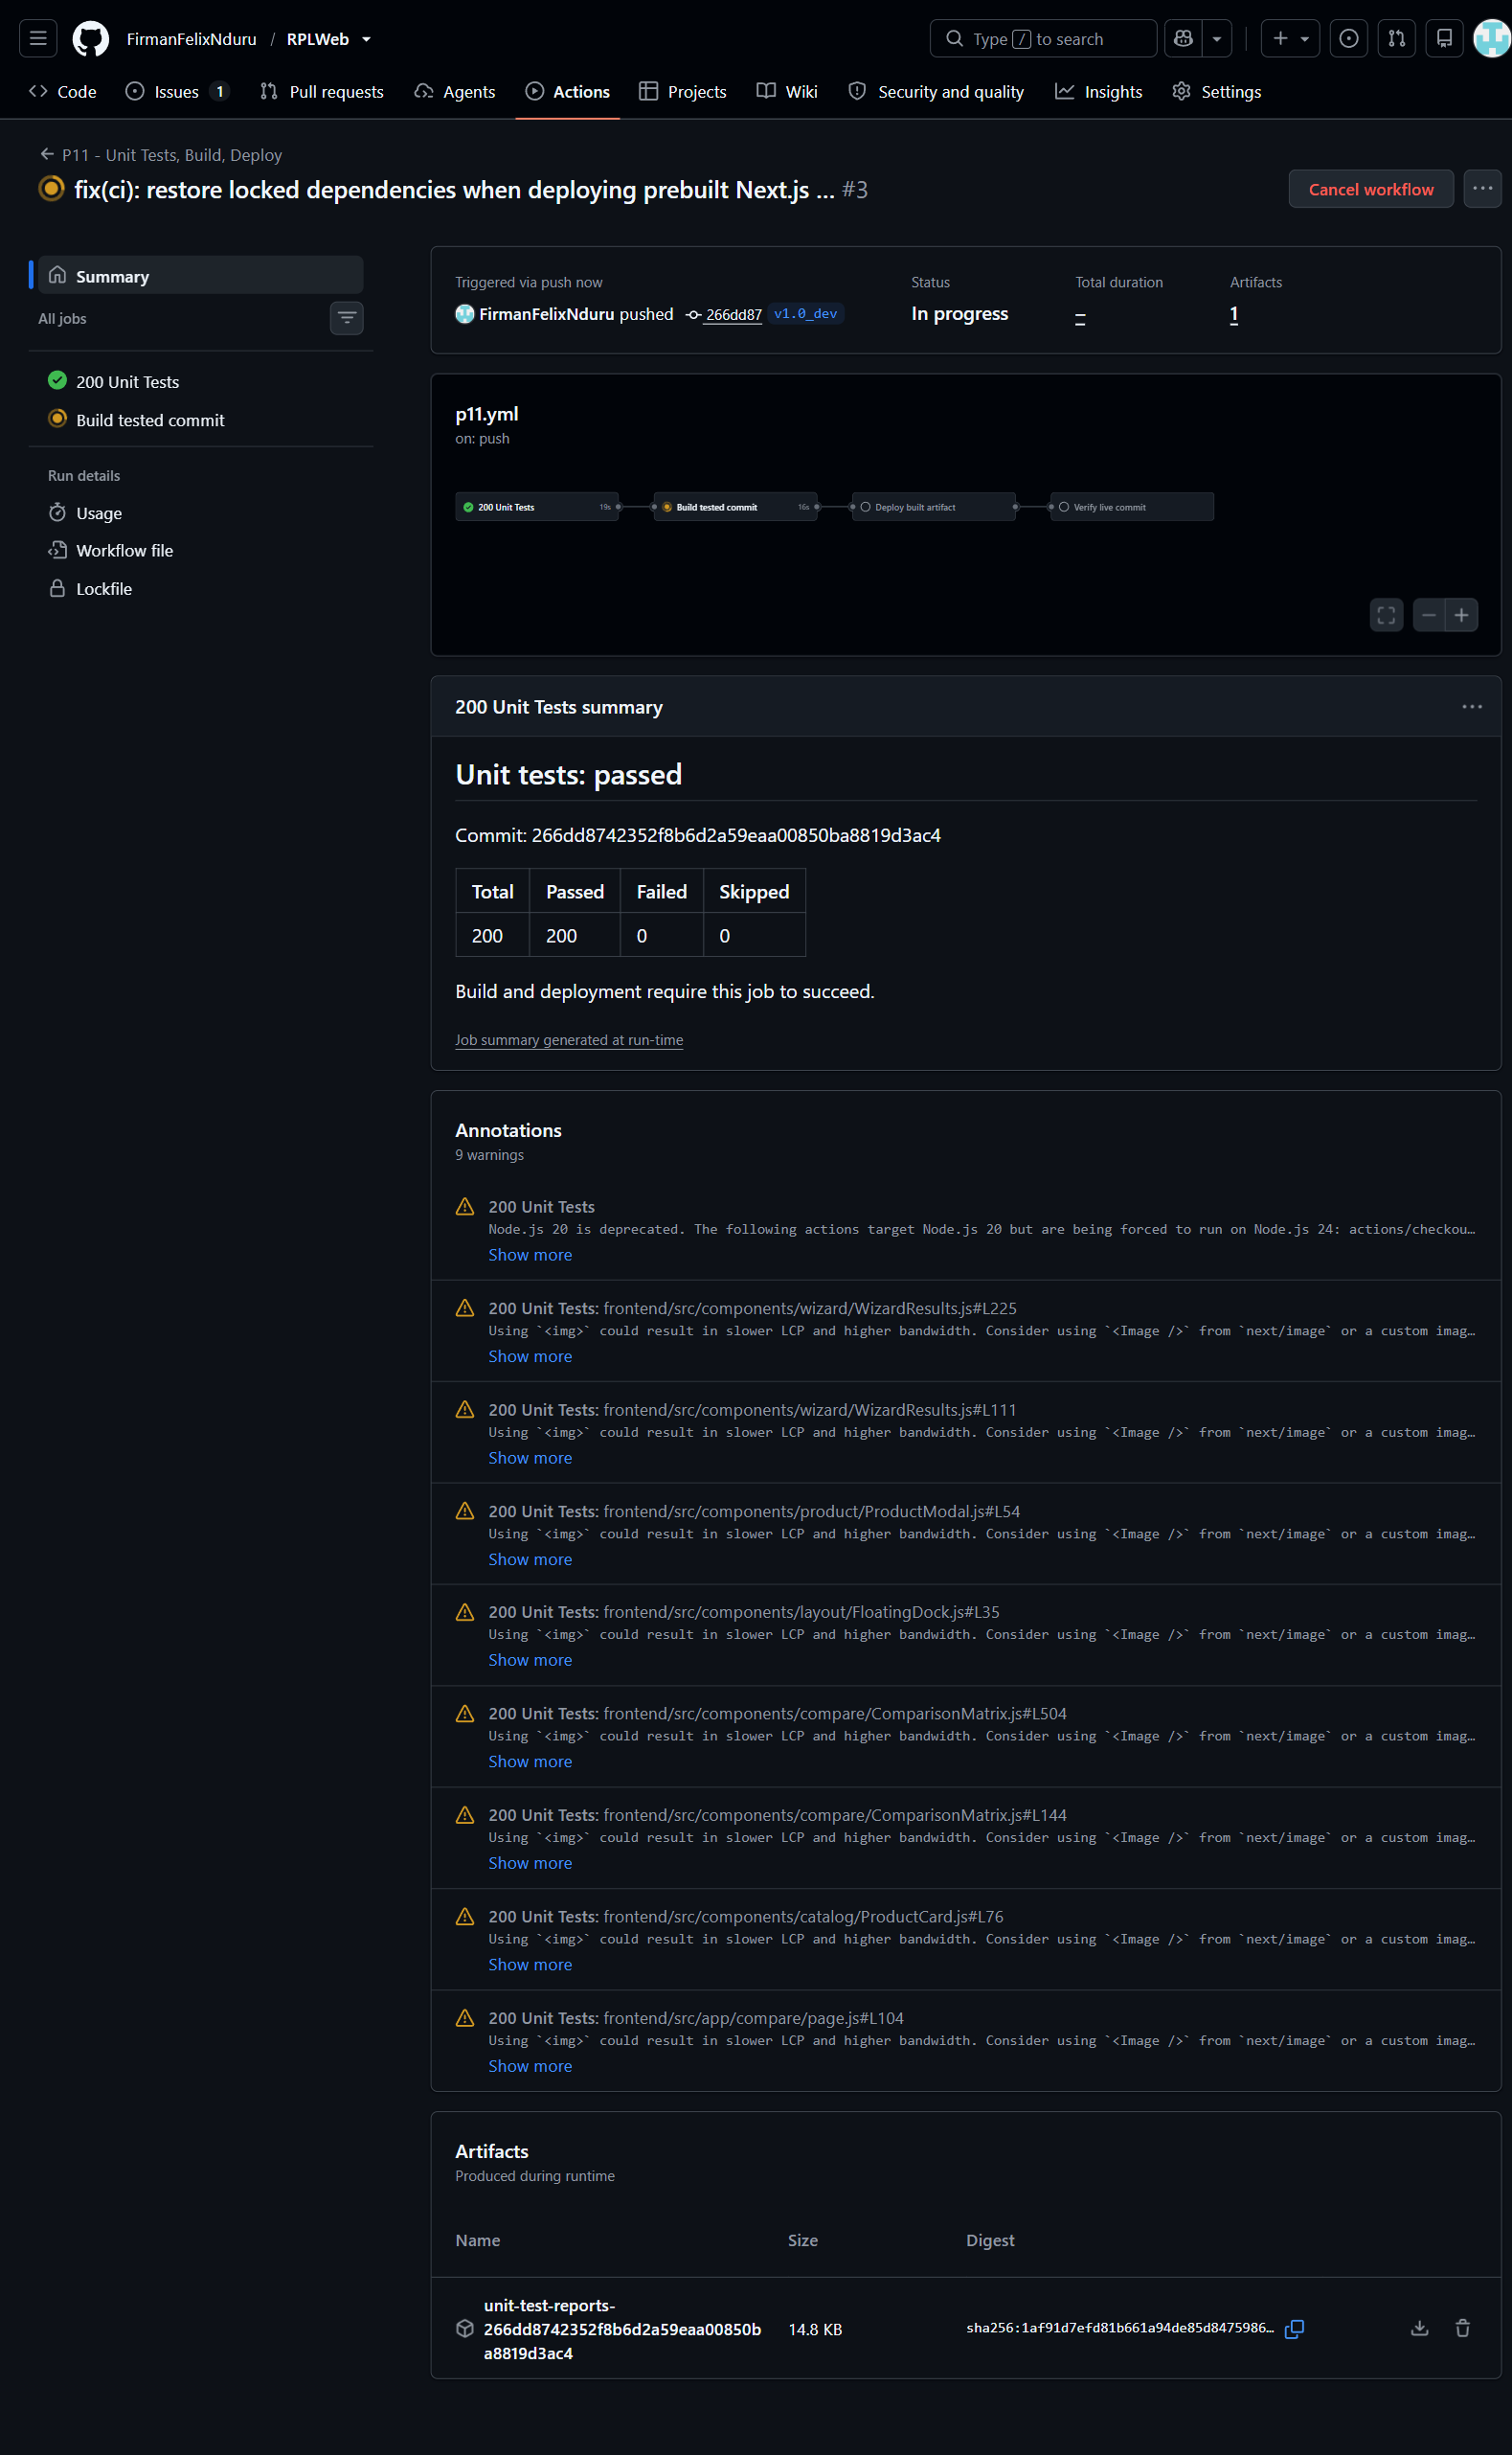 FirmanFelixNduru / RPLWeb
Type / to search
Code
Issues 1
Pull requests
Agents
Actions
Projects
Wiki
Security and quality
Insights
Settings
P11 - Unit Tests, Build, Deploy
fix(ci): restore locked dependencies when deploying prebuilt Next.js ... #3
Cancel workflow
Summary
All jobs
200 Unit Tests
Build tested commit
Run details
Usage
Workflow file
Lockfile
Triggered via push now
FirmanFelixNduru pushed 266dd87 v1.0_dev
Status
In progress
Total duration
–
Artifacts
1
p11.yml
on: push
200 Unit Tests 19s
Build tested commit 16s
Deploy built artifact
Verify live commit
200 Unit Tests summary
Unit tests: passed
Commit: 266dd8742352f8b6d2a59eaa00850ba8819d3ac4
Total Passed Failed Skipped
200 200 0 0
Build and deployment require this job to succeed.
Job summary generated at run-time
Annotations
9 warnings
200 Unit Tests
Node.js 20 is deprecated. The following actions target Node.js 20 but are being forced to run on Node.js 24: actions/checkou…
Show more
200 Unit Tests: frontend/src/components/wizard/WizardResults.js#L225
Using `<img>` could result in slower LCP and higher bandwidth. Consider using `<Image />` from `next/image` or a custom imag…
Show more
200 Unit Tests: frontend/src/components/wizard/WizardResults.js#L111
Using `<img>` could result in slower LCP and higher bandwidth. Consider using `<Image />` from `next/image` or a custom imag…
Show more
200 Unit Tests: frontend/src/components/product/ProductModal.js#L54
Using `<img>` could result in slower LCP and higher bandwidth. Consider using `<Image />` from `next/image` or a custom imag…
Show more
200 Unit Tests: frontend/src/components/layout/FloatingDock.js#L35
Using `<img>` could result in slower LCP and higher bandwidth. Consider using `<Image />` from `next/image` or a custom imag…
Show more
200 Unit Tests: frontend/src/components/compare/ComparisonMatrix.js#L504
Using `<img>` could result in slower LCP and higher bandwidth. Consider using `<Image />` from `next/image` or a custom imag…
Show more
200 Unit Tests: frontend/src/components/compare/ComparisonMatrix.js#L144
Using `<img>` could result in slower LCP and higher bandwidth. Consider using `<Image />` from `next/image` or a custom imag…
Show more
200 Unit Tests: frontend/src/components/catalog/ProductCard.js#L76
Using `<img>` could result in slower LCP and higher bandwidth. Consider using `<Image />` from `next/image` or a custom imag…
Show more
200 Unit Tests: frontend/src/app/compare/page.js#L104
Using `<img>` could result in slower LCP and higher bandwidth. Consider using `<Image />` from `next/image` or a custom imag…
Show more
Artifacts
Produced during runtime
Name Size Digest
unit-test-reports-
266dd8742352f8b6d2a59eaa00850b
a8819d3ac4
14.8 KB
sha256:1af91d7efd81b661a94de85d8475986…